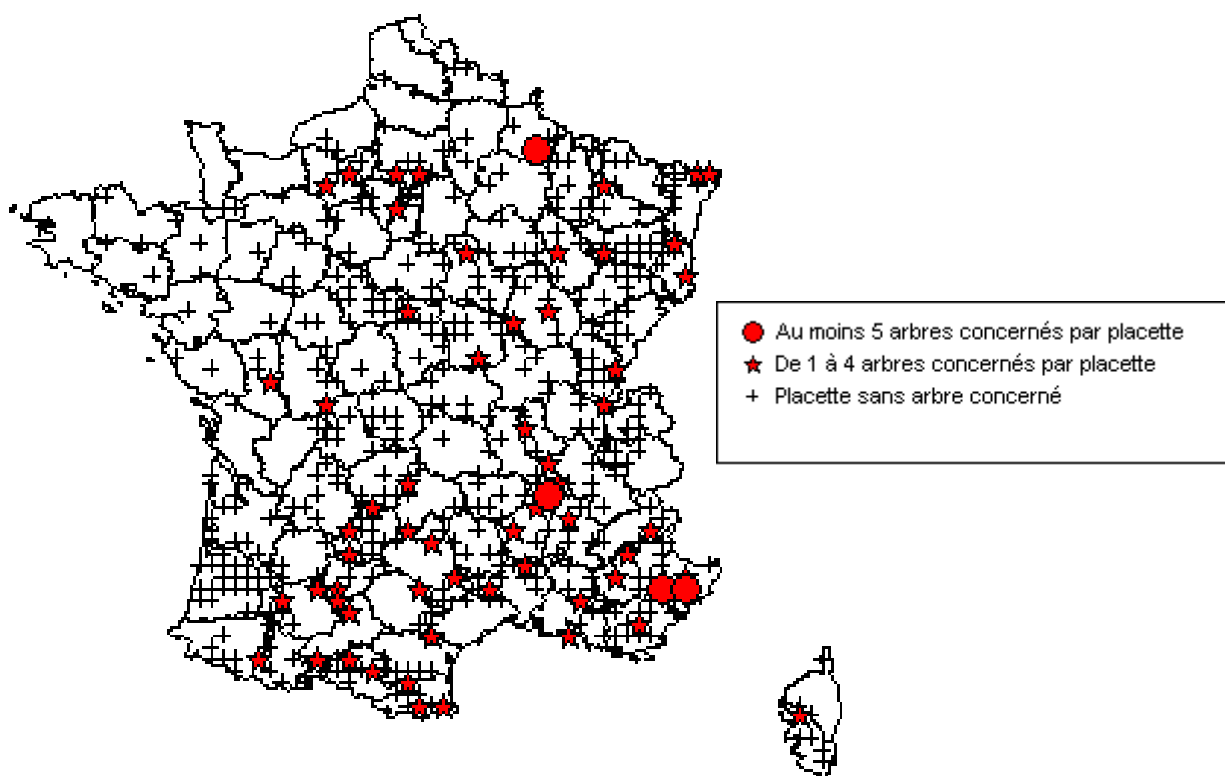 Au moins 5 arbres concernés par placette
De 1 à 4 arbres concernés par placette
Placette sans arbre concerné